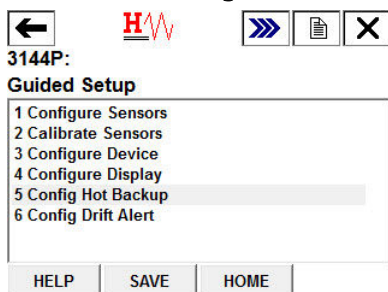 H
3144P:
Guided Setup
1 Configure Sensors
2 Calibrate Sensors
3 Configure Device
4 Configure Display
5 Config Hot Backup
6 Config Drift Alert
HELP SAVE HOME